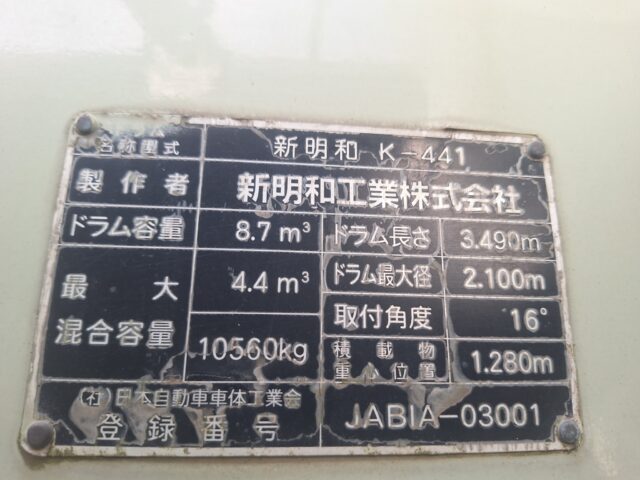 ドラム
名称型式 新明和 K-441
製作者 新明和工業株式会社
ドラム容量 8.7 m³ ドラム長さ 3.490m
最大混合容量 4.4 m³ ドラム最大径 2.100m
10560kg 取付角度 16°
積載物重心位置 1.280m
(社)日本自動車車体工業会
登録番号 JABIA-03001